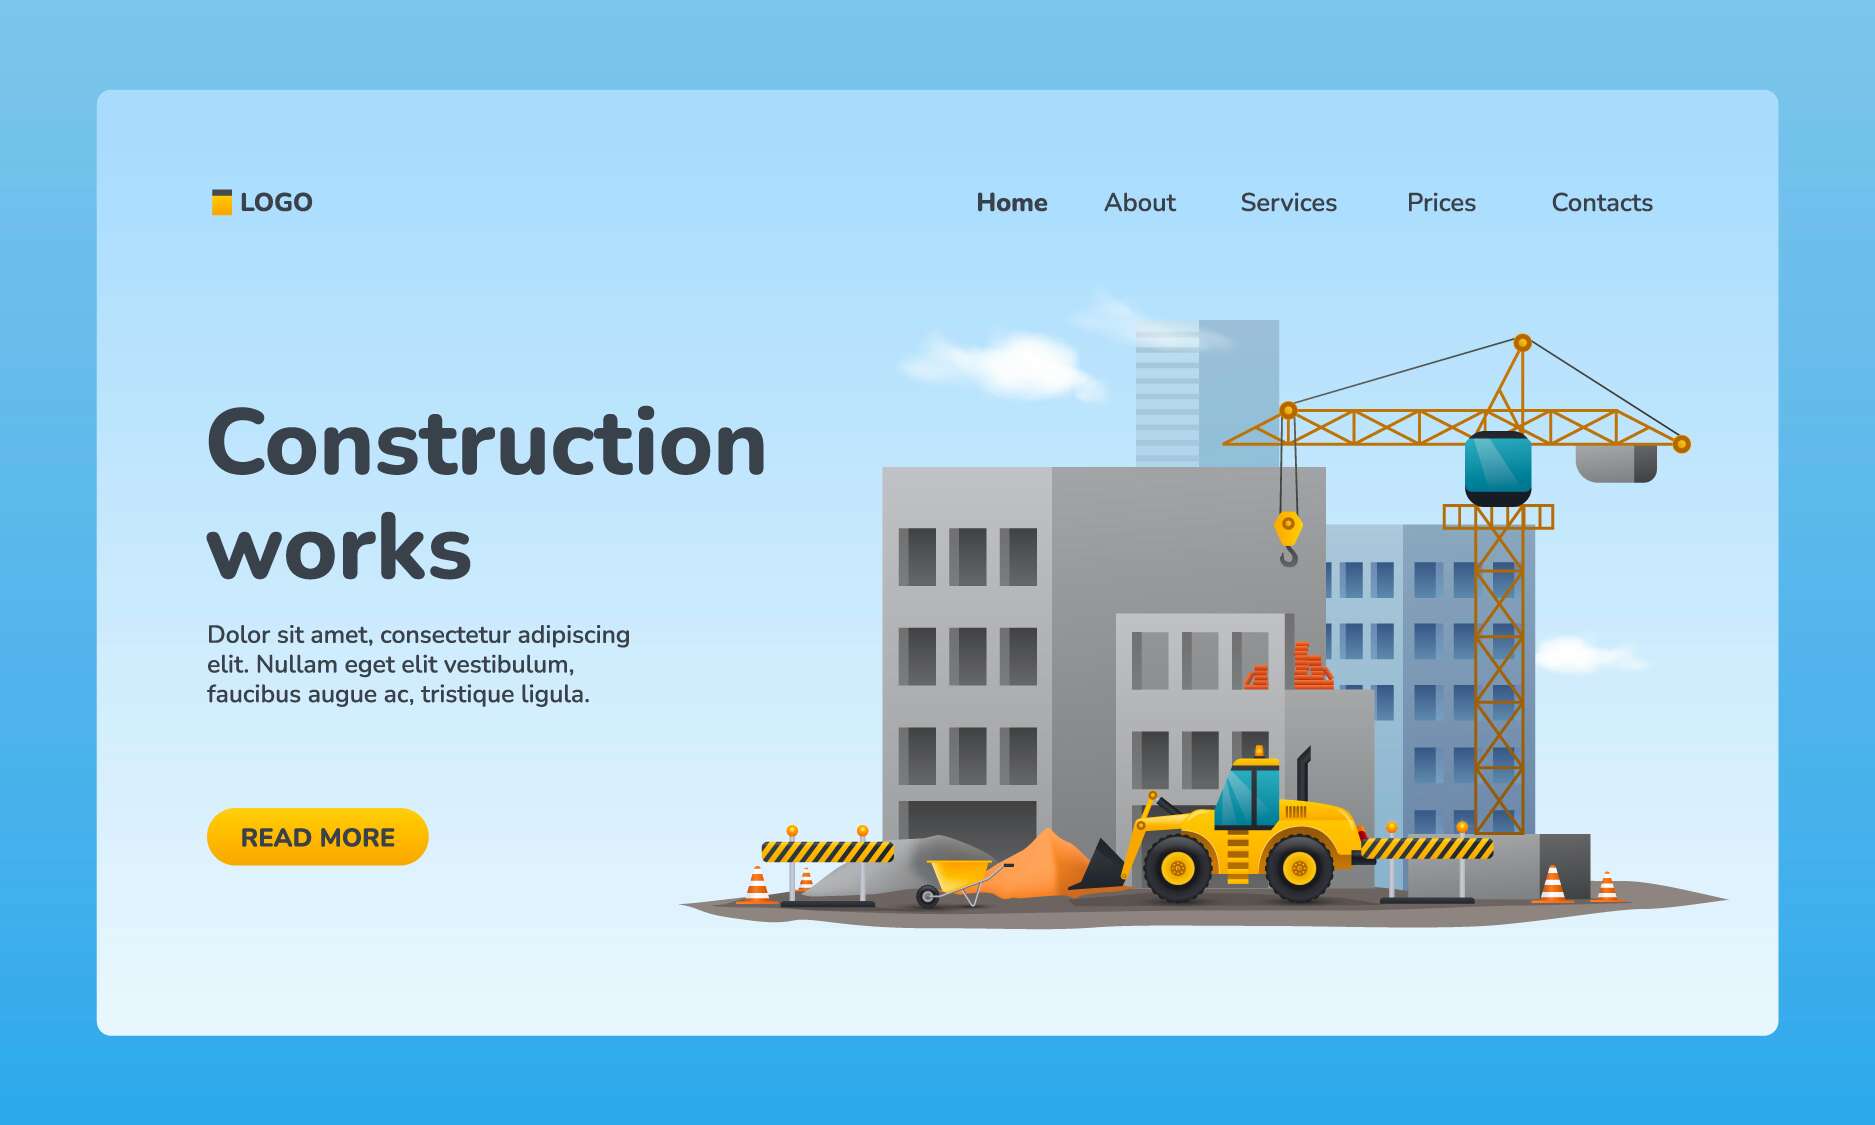 LOGO
Home About Services Prices Contacts
Construction
works
Dolor sit amet, consectetur adipiscing
elit. Nullam eget elit vestibulum,
faucibus augue ac, tristique ligula.
READ MORE